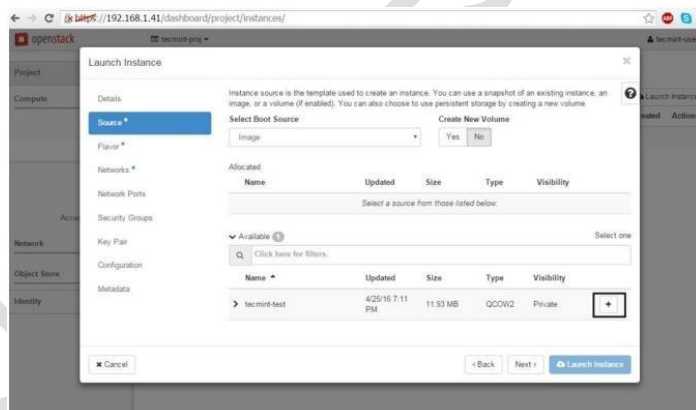 https://192.168.1.41/dashboard/project/instances/
openstack
tecmint-proj
tecmint-use
Project
Compute
Network
Object Store
Identity
Launch Instance
Details
Source *
Flavor *
Networks *
Network Ports
Security Groups
Key Pair
Configuration
Metadata
Instance source is the template used to create an instance. You can use a snapshot of an existing instance, an
image, or a volume (if enabled). You can also choose to use persistent storage by creating a new volume.
Select Boot Source
Create New Volume
Image
Yes No
Allocated
Name Updated Size Type Visibility
Select a source from those listed below.
Available
Select one
Click here for filters.
Name Updated Size Type Visibility
tecmint-test 4/25/16 7:11 PM 11.93 MB QCOW2 Private +
Cancel
< Back Next > Launch Instance
Launch Instance
eated Action